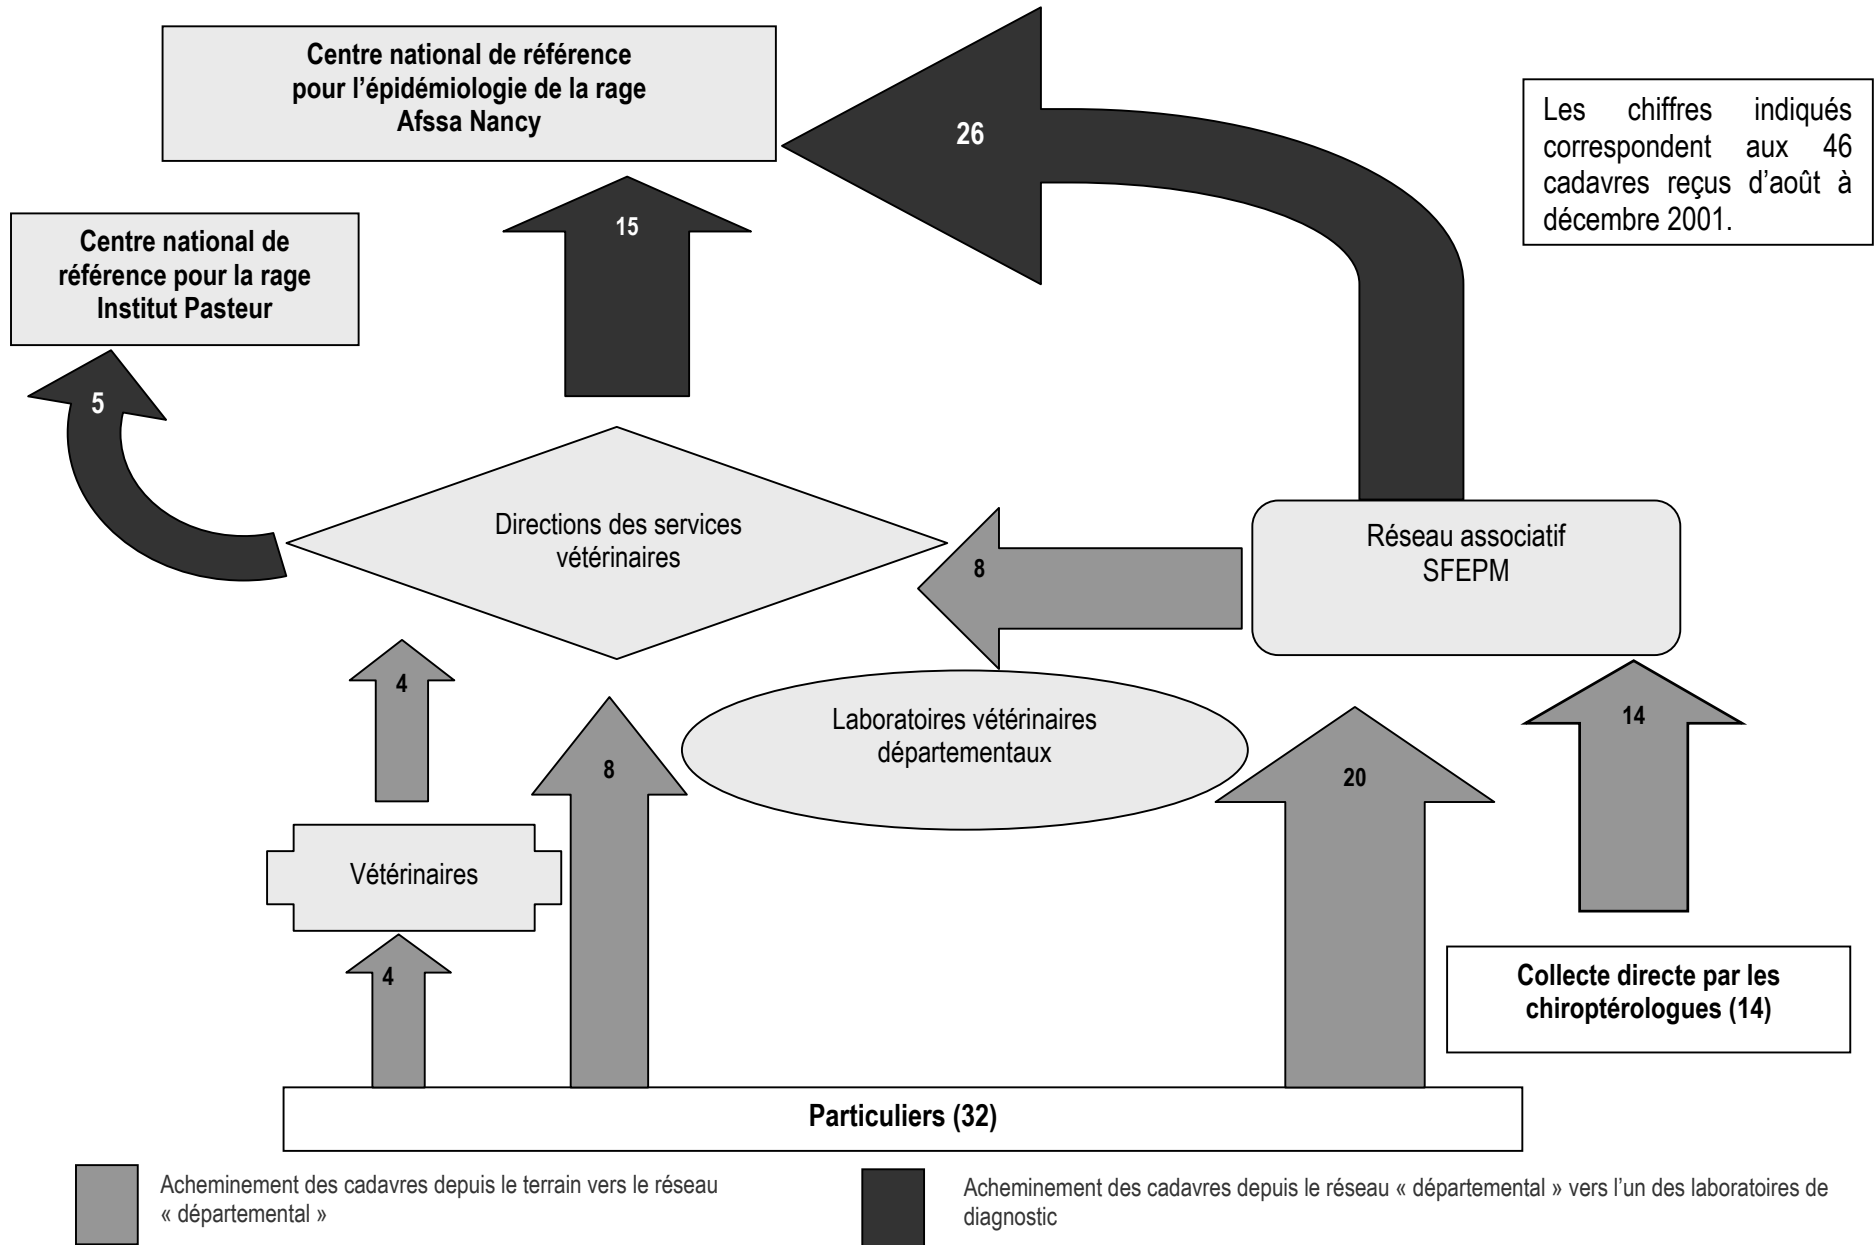 Centre national de référence
pour l'épidémiologie de la rage
Afssa Nancy
26
Les chiffres indiqués
correspondent aux 46
cadavres reçus d'août à
décembre 2001.
15
Centre national de
référence pour la rage
Institut Pasteur
5
Directions des services
vétérinaires
8
Réseau associatif
SFEPM
4
8
Laboratoires vétérinaires
départementaux
20
14
Vétérinaires
4
Collecte directe par les
chiroptérologues (14)
Particuliers (32)
Acheminement des cadavres depuis le terrain vers le réseau
« départemental »
Acheminement des cadavres depuis le réseau « départemental » vers l'un des laboratoires de
diagnostic